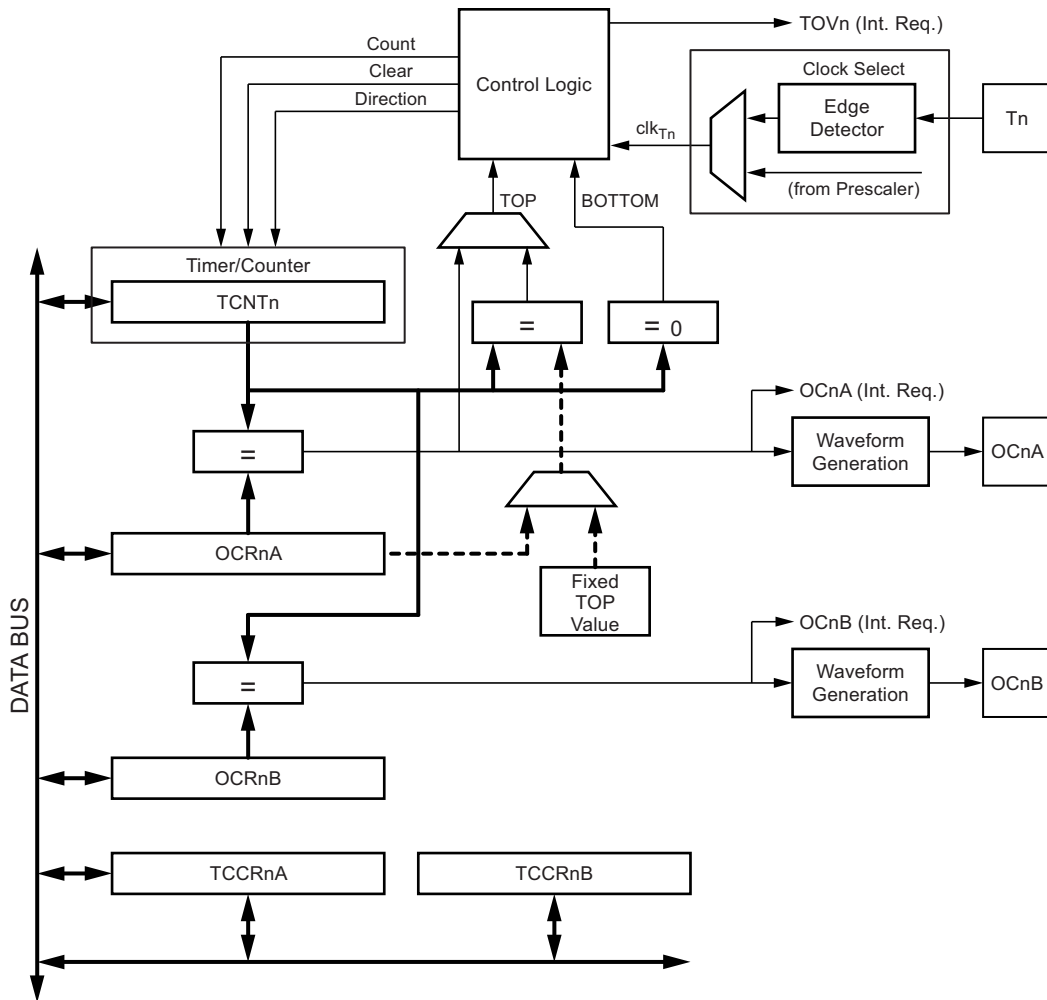 TOVn (Int. Req.)
Count
Clear
Direction
Control Logic
Clock Select
Edge
Detector
Tn
clkTn
(from Prescaler)
TOP
BOTTOM
Timer/Counter
TCNTn
=
= 0
OCnA (Int. Req.)
=
Waveform
Generation
OCnA
OCRnA
Fixed
TOP
Value
DATA BUS
OCnB (Int. Req.)
=
Waveform
Generation
OCnB
OCRnB
TCCRnA
TCCRnB